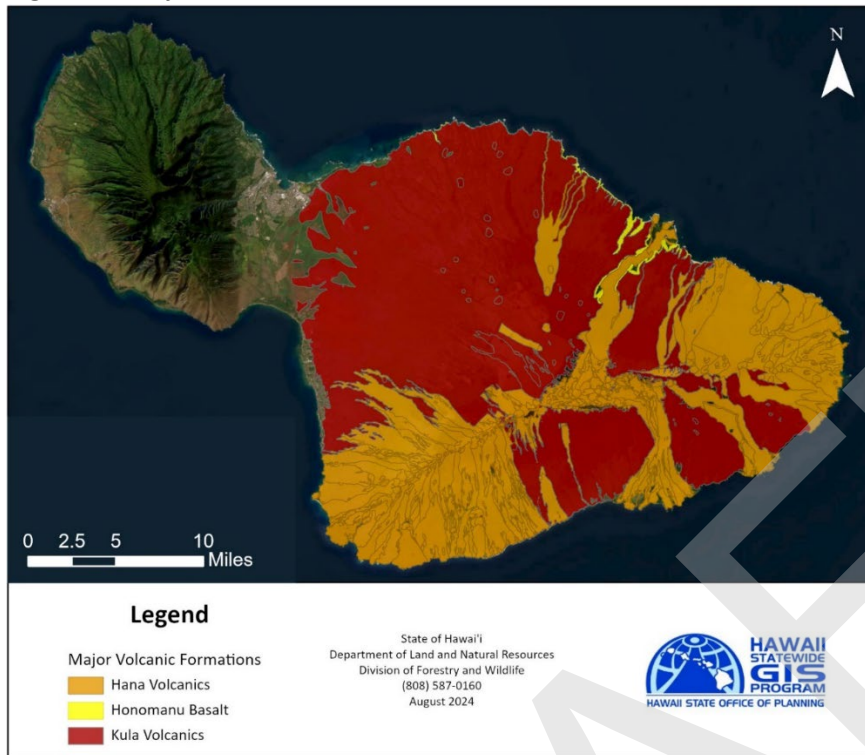 N
0 2.5 5 10
Miles
Legend
Major Volcanic Formations
Hana Volcanics
Honomanu Basalt
Kula Volcanics
State of Hawai'i
Department of Land and Natural Resources
Division of Forestry and Wildlife
(808) 587-0160
August 2024
HAWAII
STATEWIDE
GIS
PROGRAM
HAWAII STATE OFFICE OF PLANNING